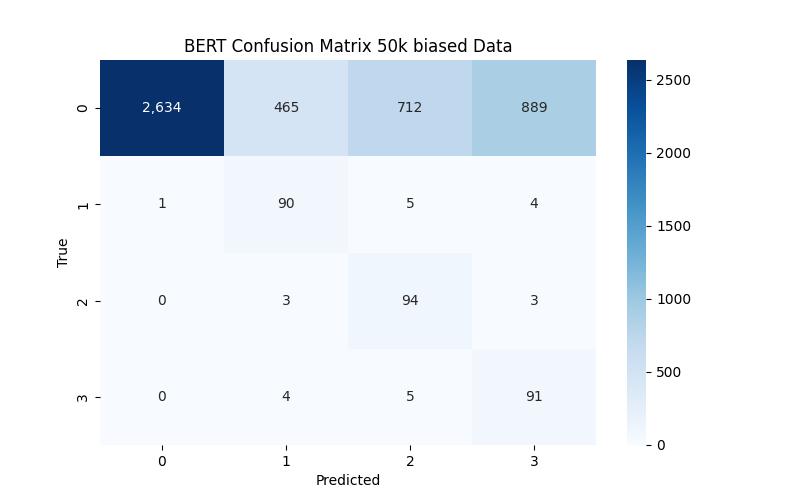 BERT Confusion Matrix 50k biased Data
True
0
2,634 465 712 889
1
1 90 5 4
2
0 3 94 3
3
0 4 5 91
0 1 2 3
Predicted
2500
2000
1500
1000
500
0